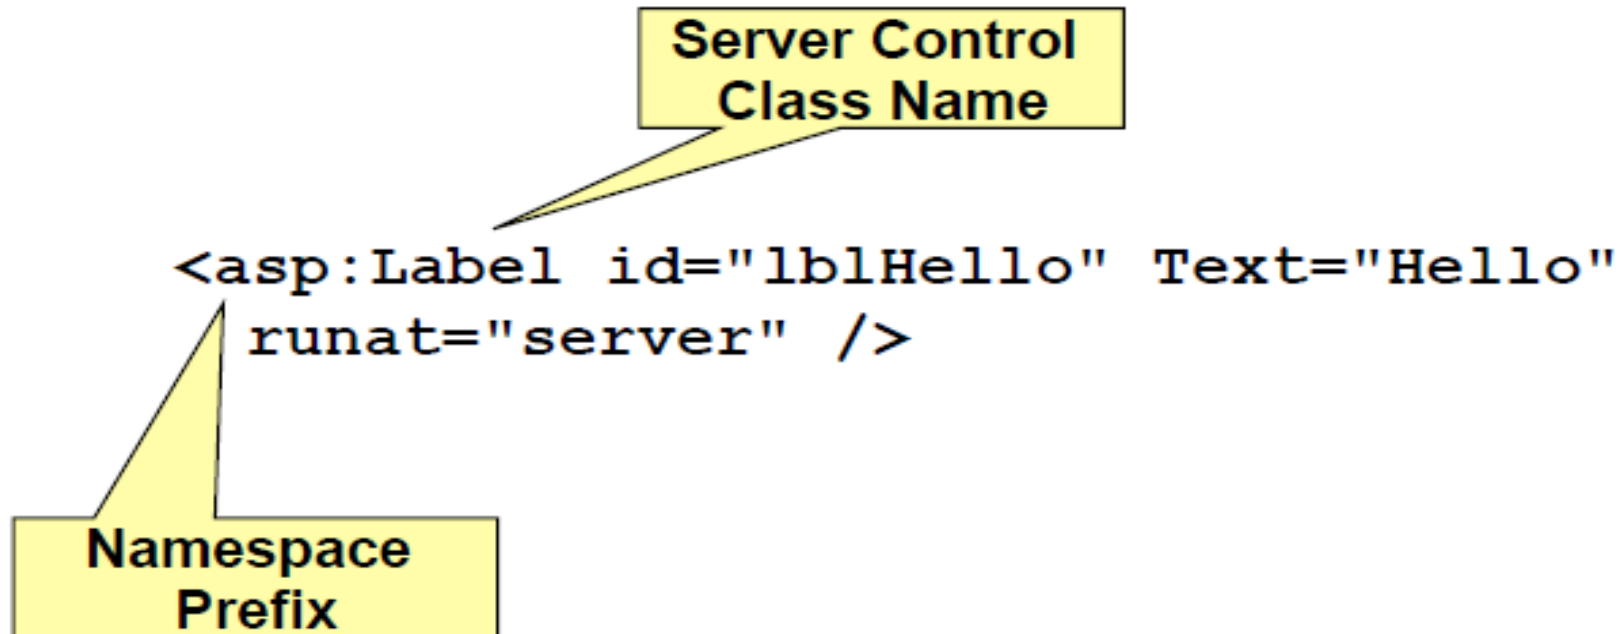 Server Control
Class Name
<asp:Label id="lblHello" Text="Hello"
runat="server" />
Namespace
Prefix